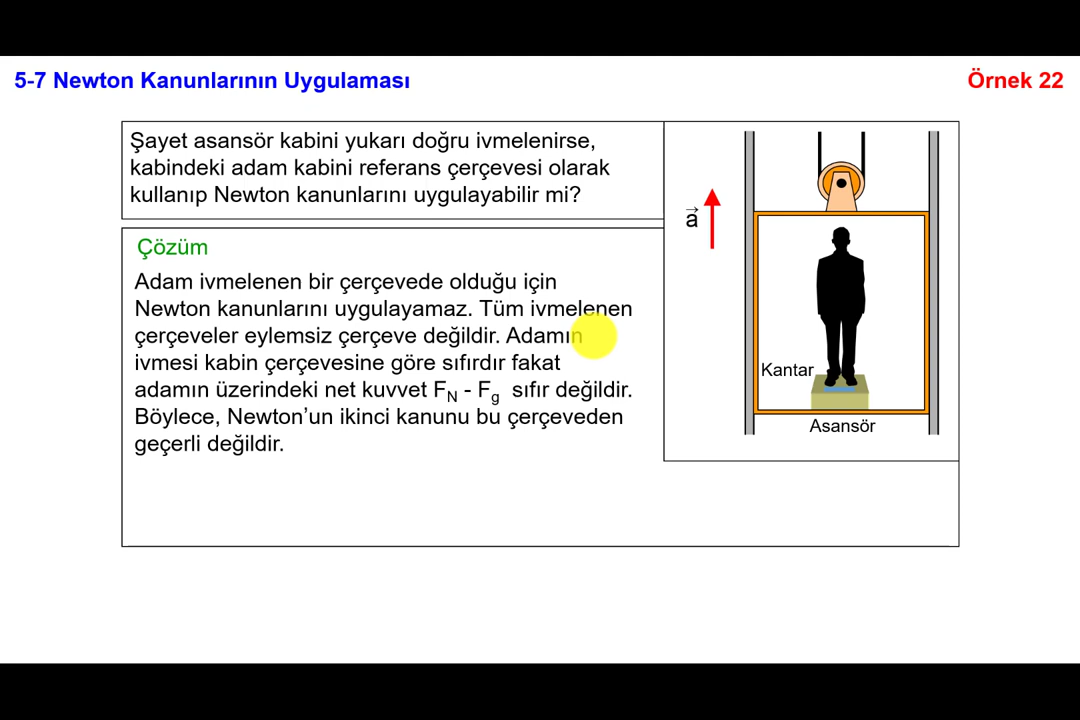 5-7 Newton Kanunlarının Uygulaması
Örnek 22
Şayet asansör kabini yukarı doğru ivmelenirse,
kabindeki adam kabini referans çerçevesi olarak
kullanıp Newton kanunlarını uygulayabilir mi?
Çözüm
Adam ivmelenen bir çerçevede olduğu için
Newton kanunlarını uygulayamaz. Tüm ivmelenen
çerçeveler eylemsiz çerçeve değildir. Adamın
ivmesi kabin çerçevesine göre sıfırdır fakat
adamın üzerindeki net kuvvet F_N - F_g sıfır değildir.
Böylece, Newton’un ikinci kanunu bu çerçeveden
geçerli değildir.
a⃗
Kantar
Asansör